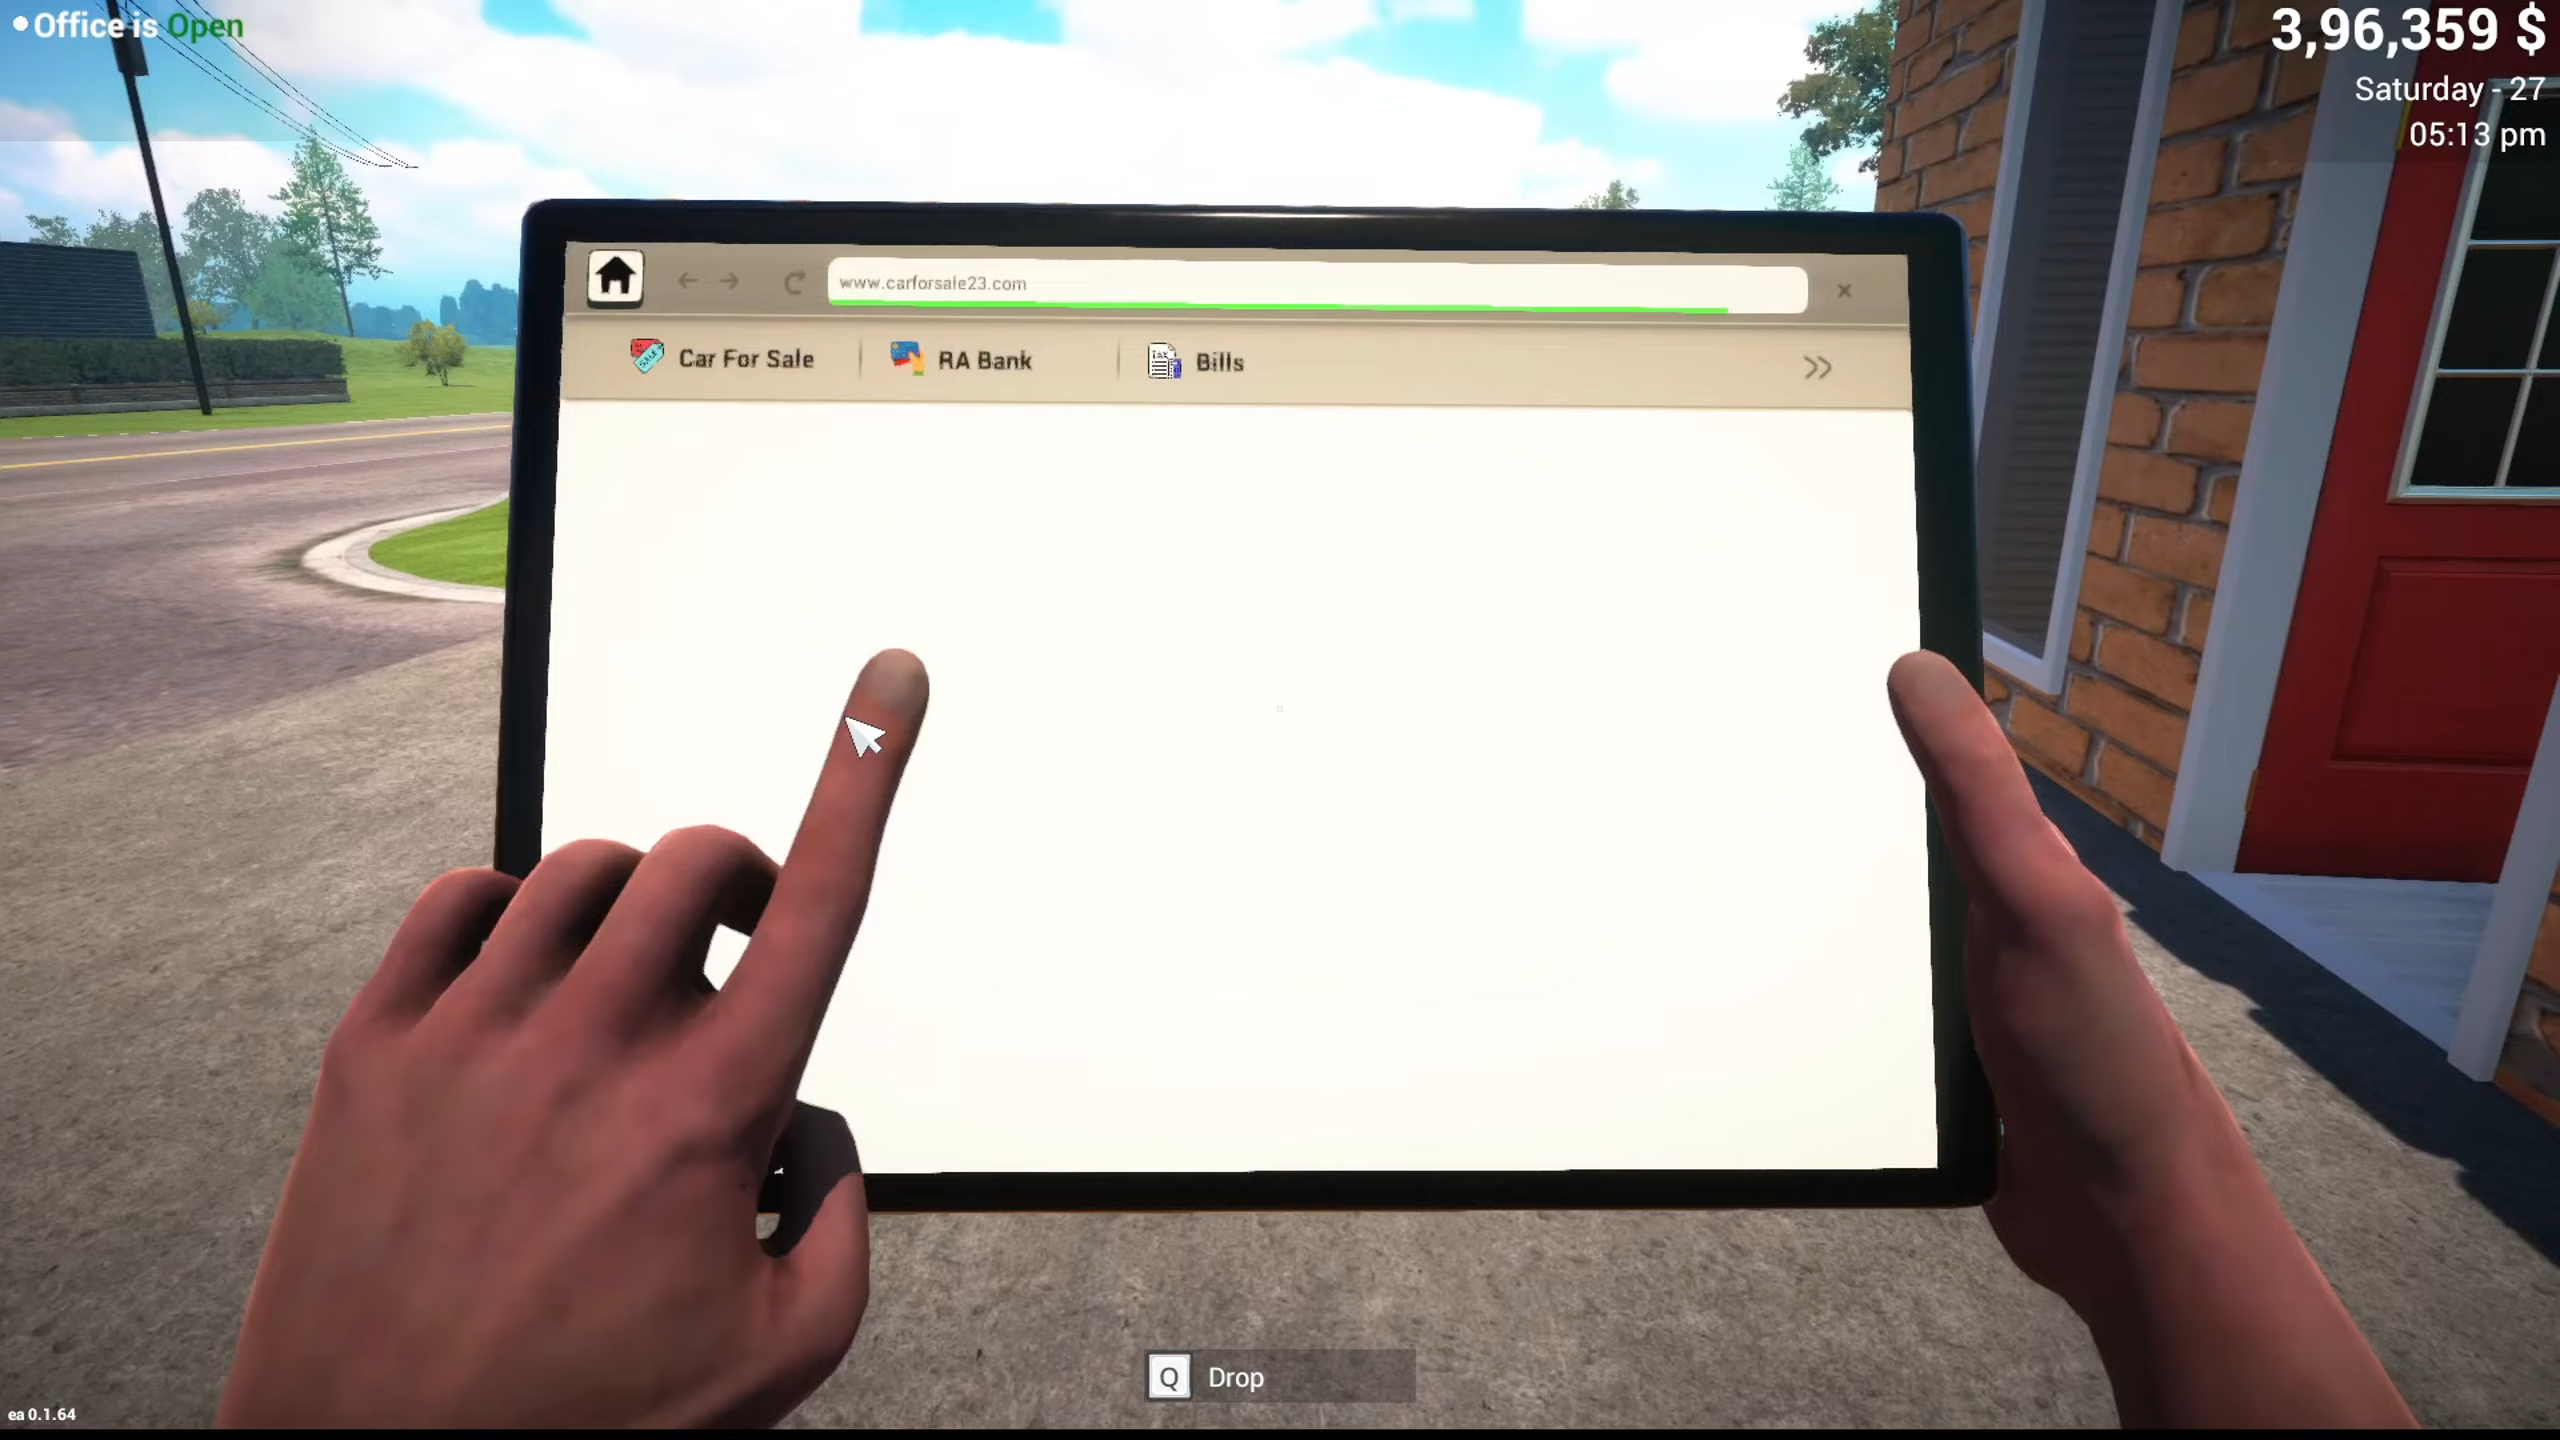 Office is Open
3,96,359 $
Saturday - 27
05:13 pm
www.carforsale23.com
Car For Sale
RA Bank
Bills
Q Drop
ea 0.1.64